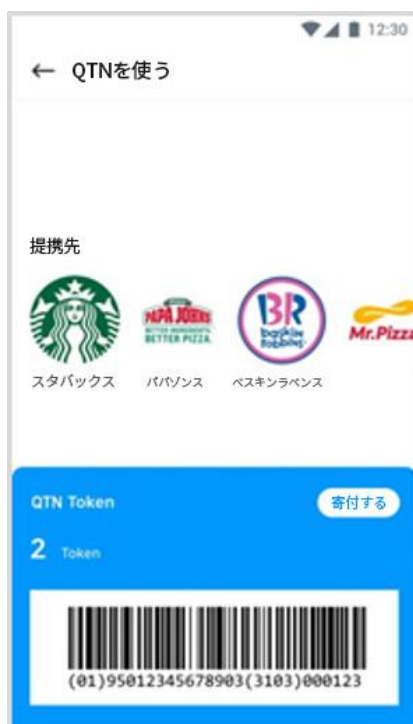 12:30
← QTNを使う
提携先
PAPA JOHNS
BETTER INGREDIENTS.
BETTER PIZZA.
BR
baskin
robbins
Mr.Pizza
スタバックス
パパゾンス
ベスキンラベンス
QTN Token
寄付する
2 Token
(01)95012345678903(3103)000123